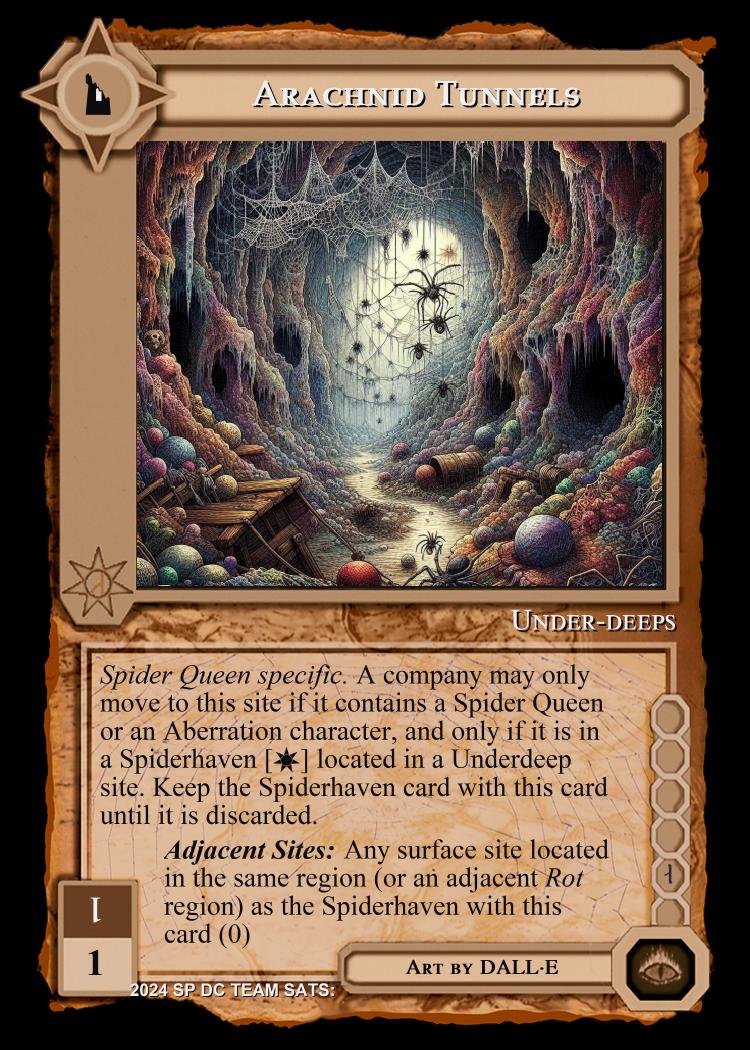 Arachnid Tunnels
Under-deeps
Spider Queen specific. A company may only
move to this site if it contains a Spider Queen
or an Aberration character, and only if it is in
a Spiderhaven [✷] located in a Underdeep
site. Keep the Spiderhaven card with this card
until it is discarded.
Adjacent Sites: Any surface site located
in the same region (or an adjacent Rot
region) as the Spiderhaven with this
card (0)
1
Art by DALL·E
2024 SP DC TEAM SATS: